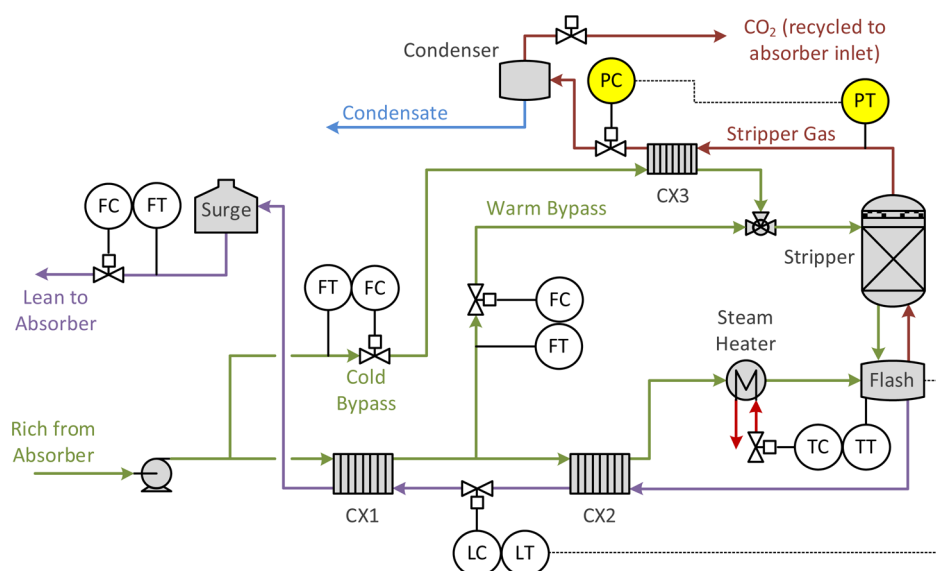 Condenser
CO₂ (recycled to
absorber inlet)
PC
PT
Condensate
Stripper Gas
CX3
FC
FT
Surge
Warm Bypass
Stripper
Lean to
Absorber
FT
FC
FC
FT
Cold
Bypass
Steam
Heater
Flash
Rich from
Absorber
TC
TT
CX1
CX2
LC
LT